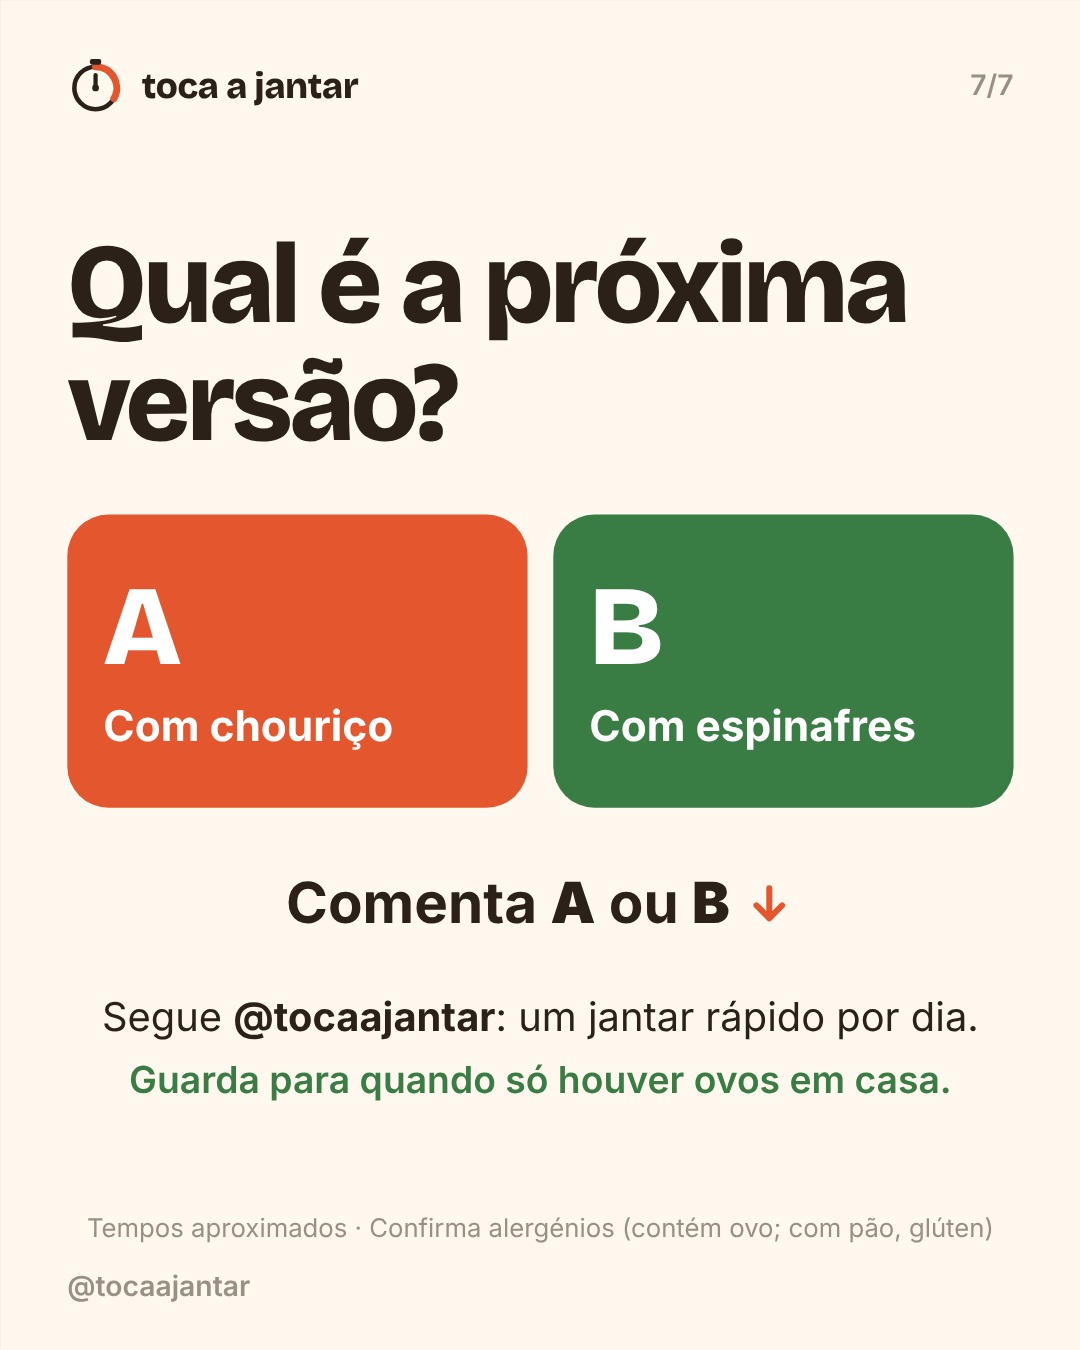 toca a jantar
7/7
Qual é a próxima
versão?
A
Com chouriço
B
Com espinafres
Comenta A ou B ↓
Segue @tocaajantar: um jantar rápido por dia.
Guarda para quando só houver ovos em casa.
Tempos aproximados · Confirma alergénios (contém ovo; com pão, glúten)
@tocaajantar